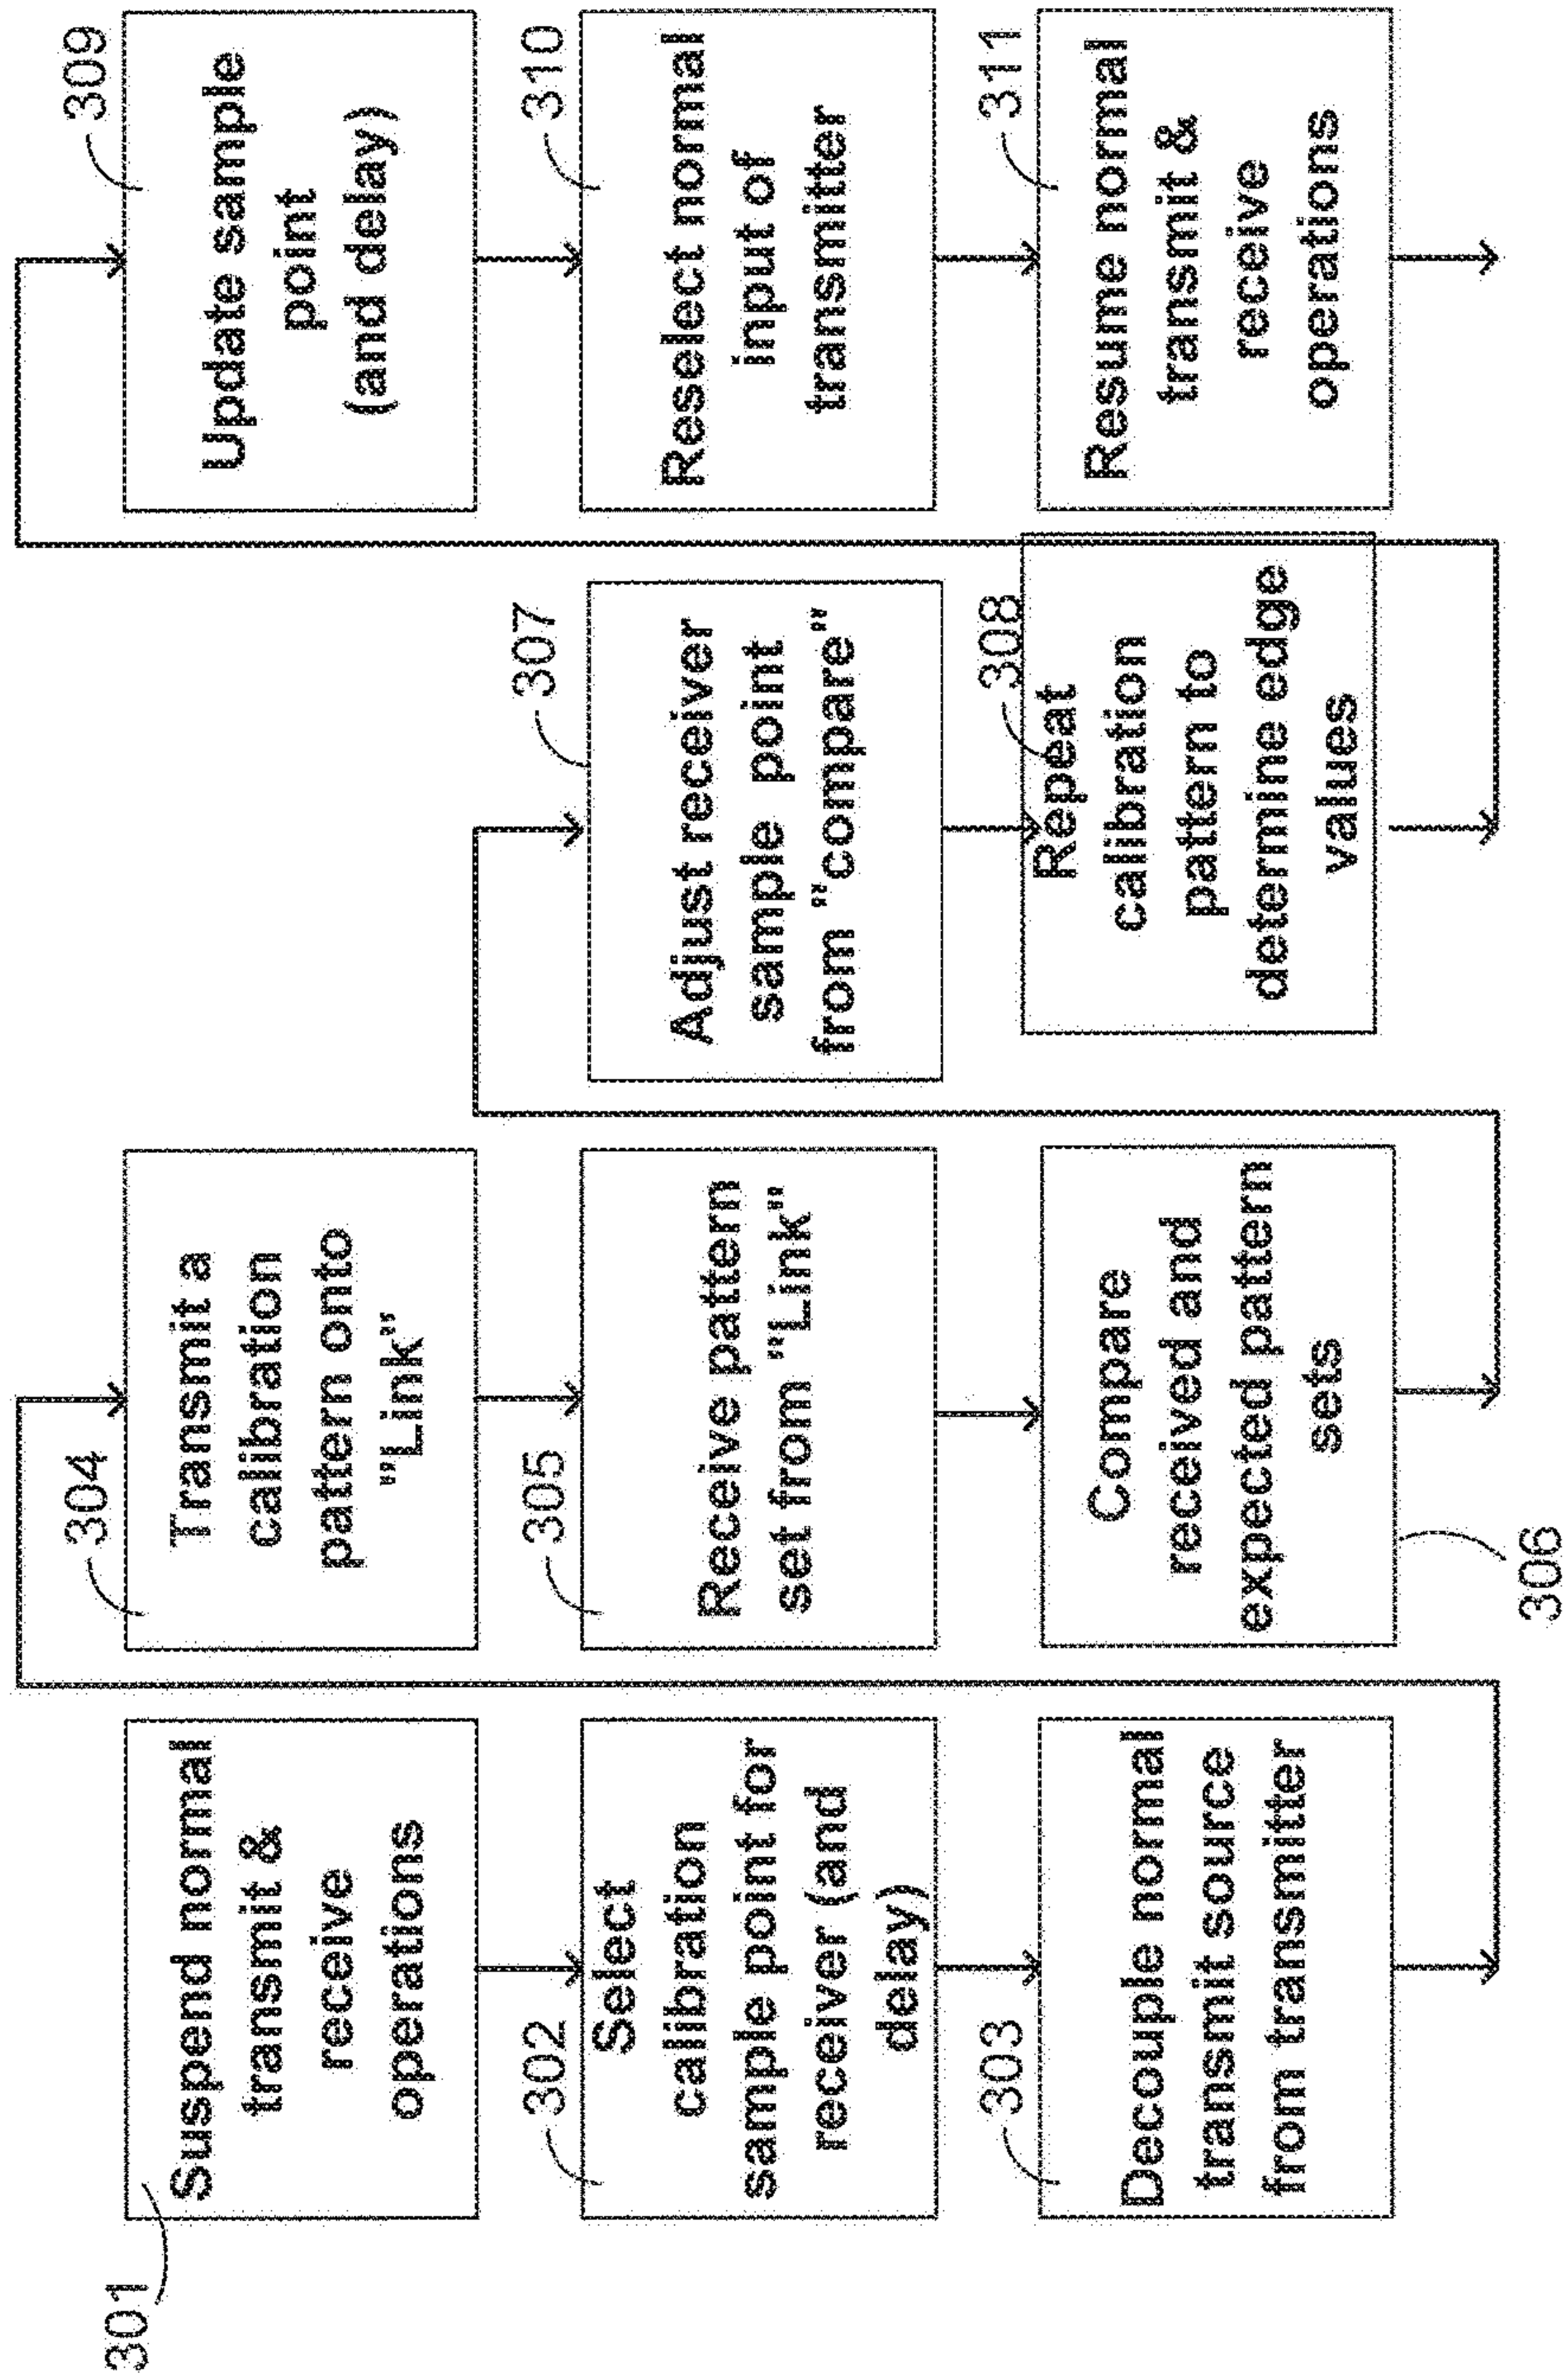 301
Suspend normal
transmit &
receive
operations
302
Select
calibration
sample point for
receiver (and
delay)
303
Decouple normal
transmit source
from transmitter
304
Transmit a
calibration
pattern onto
"Link"
305
Receive pattern
set from "Link"
Compare
received and
expected pattern
sets
306
307
Adjust receiver
sample point
from "compare"
308
Repeat
calibration
pattern to
determine edge
values
309
Update sample
point
(and delay)
310
Reselect normal
input of
transmitter
311
Resume normal
transmit &
receive
operations